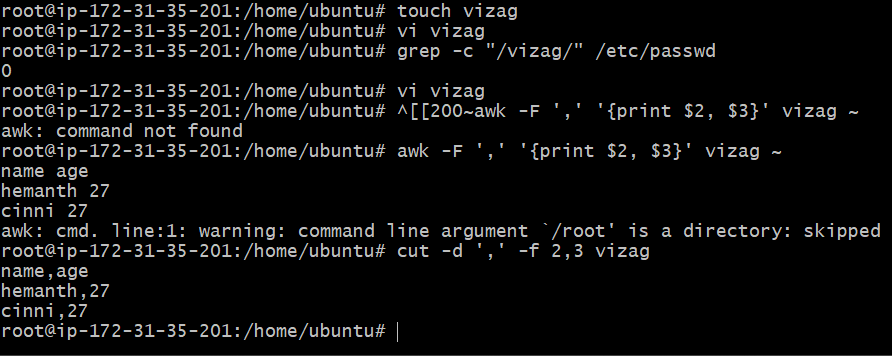 root@ip-172-31-35-201:/home/ubuntu# touch vizag
root@ip-172-31-35-201:/home/ubuntu# vi vizag
root@ip-172-31-35-201:/home/ubuntu# grep -c "/vizag/" /etc/passwd
0
root@ip-172-31-35-201:/home/ubuntu# vi vizag
root@ip-172-31-35-201:/home/ubuntu# ^[[200~awk -F ',' '{print $2, $3}' vizag ~
awk: command not found
root@ip-172-31-35-201:/home/ubuntu# awk -F ',' '{print $2, $3}' vizag ~
name age
hemanth 27
cinni 27
awk: cmd. line:1: warning: command line argument `/root' is a directory: skipped
root@ip-172-31-35-201:/home/ubuntu# cut -d ',' -f 2,3 vizag
name,age
hemanth,27
cinni,27
root@ip-172-31-35-201:/home/ubuntu#